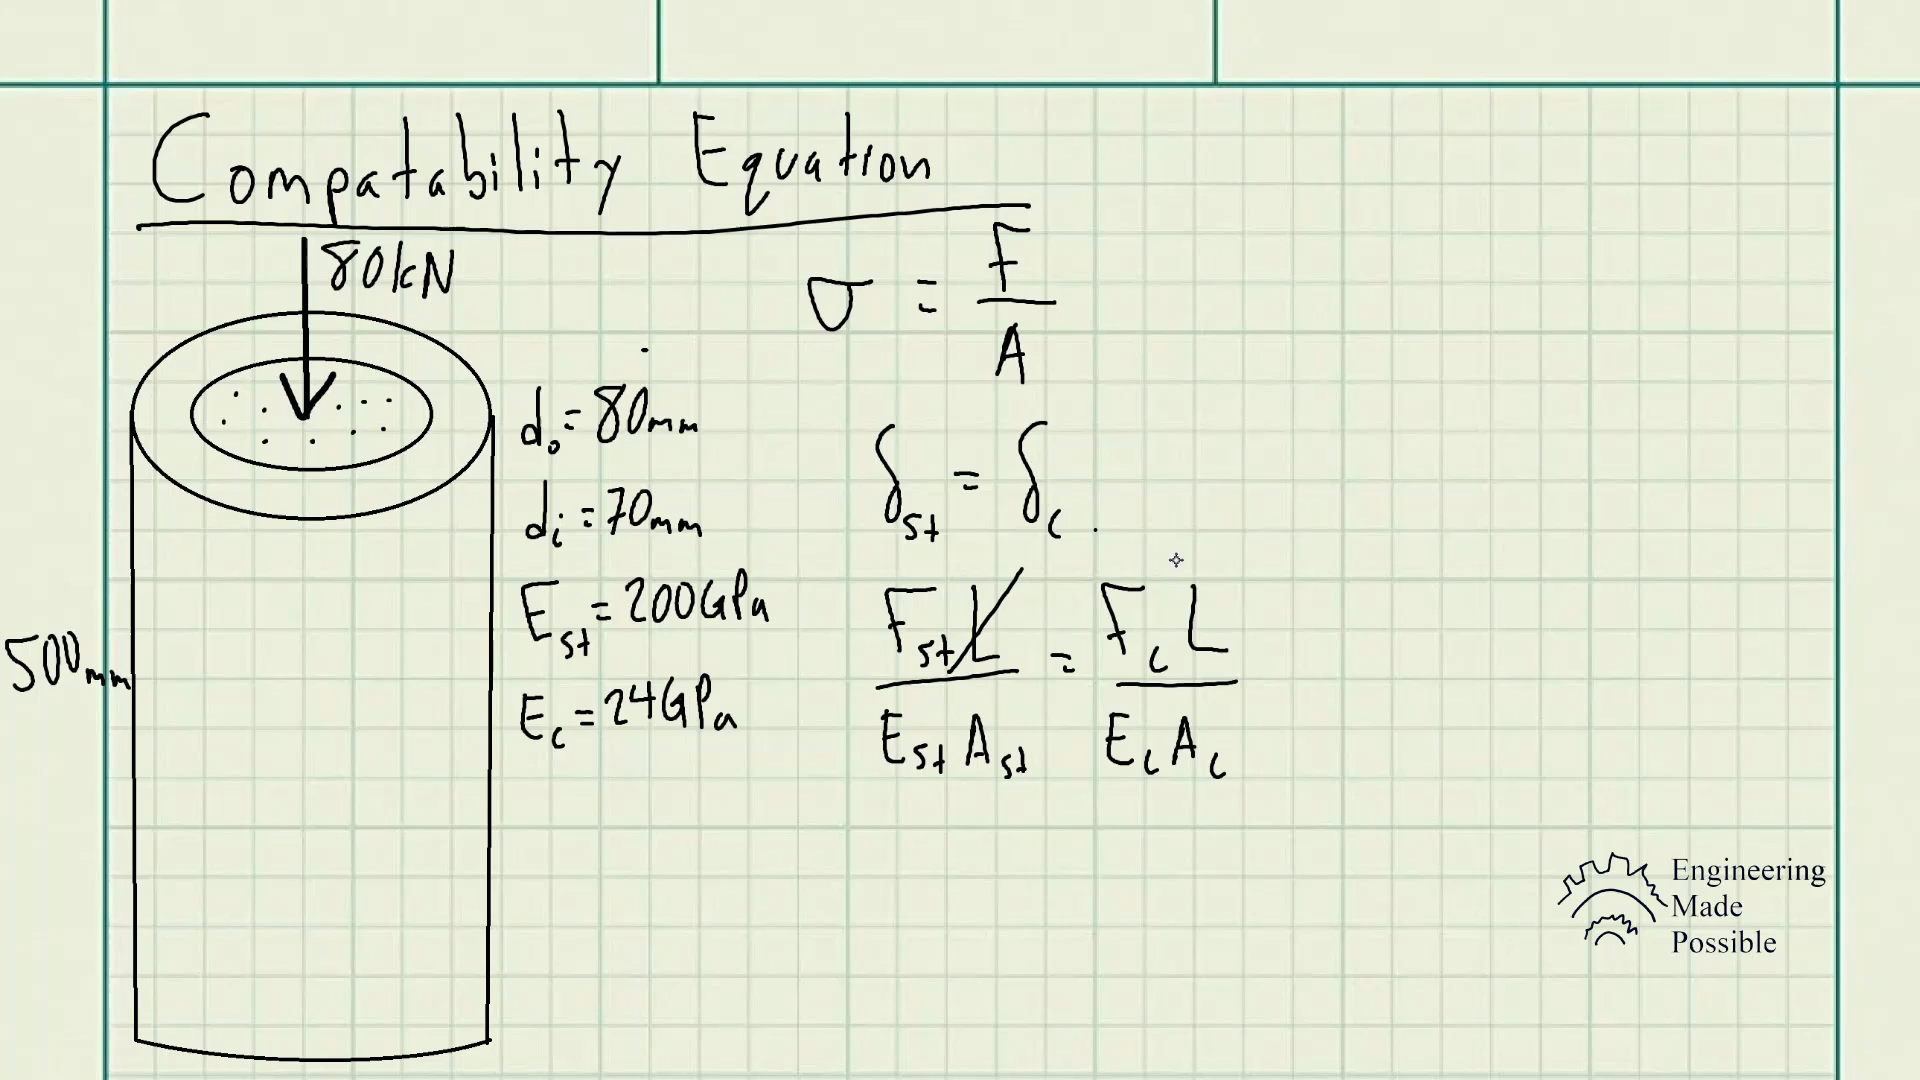 Compatability Equation
80kN
σ = F/A
d₀ = 80mm
dᵢ = 70mm
E_st = 200GPa
E_c = 24GPa
500mm
δ_st = δ_c
F_st L / E_st A_st = F_c L / E_c A_c
Engineering
Made
Possible